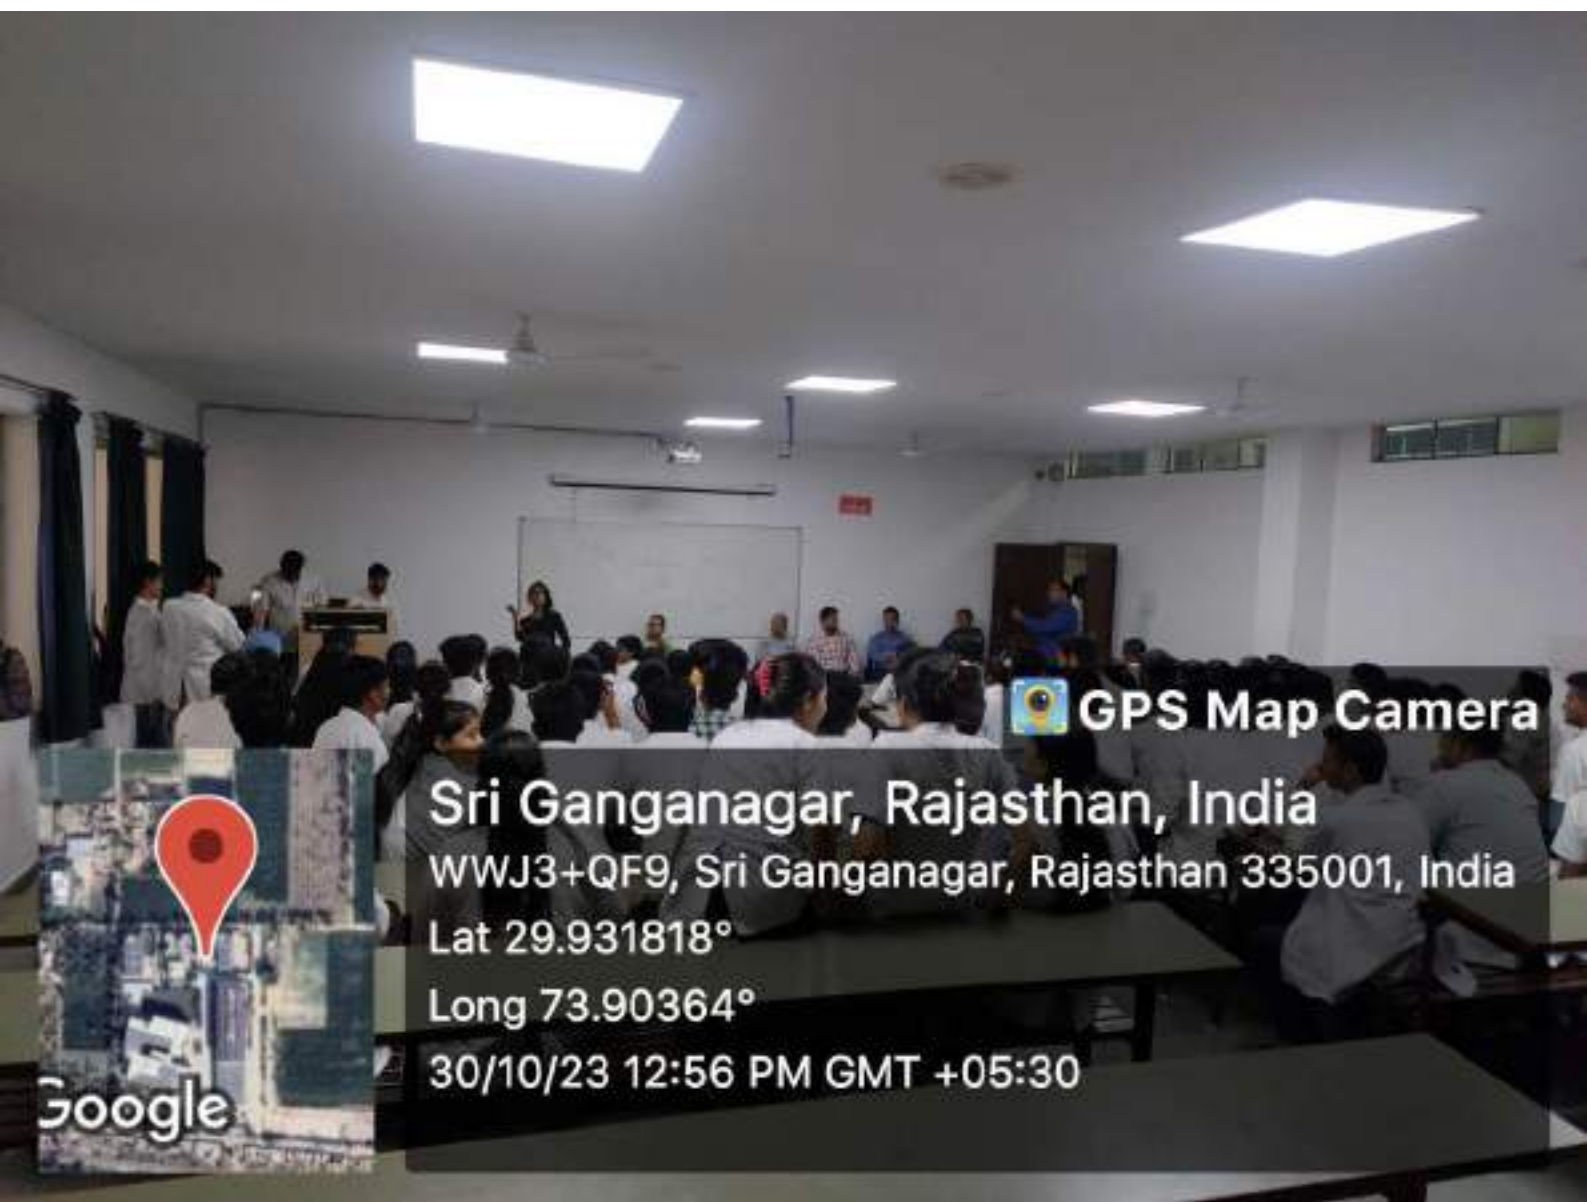 GPS Map Camera
Sri Ganganagar, Rajasthan, India
WWJ3+QF9, Sri Ganganagar, Rajasthan 335001, India
Lat 29.931818°
Long 73.90364°
30/10/23 12:56 PM GMT +05:30
Google